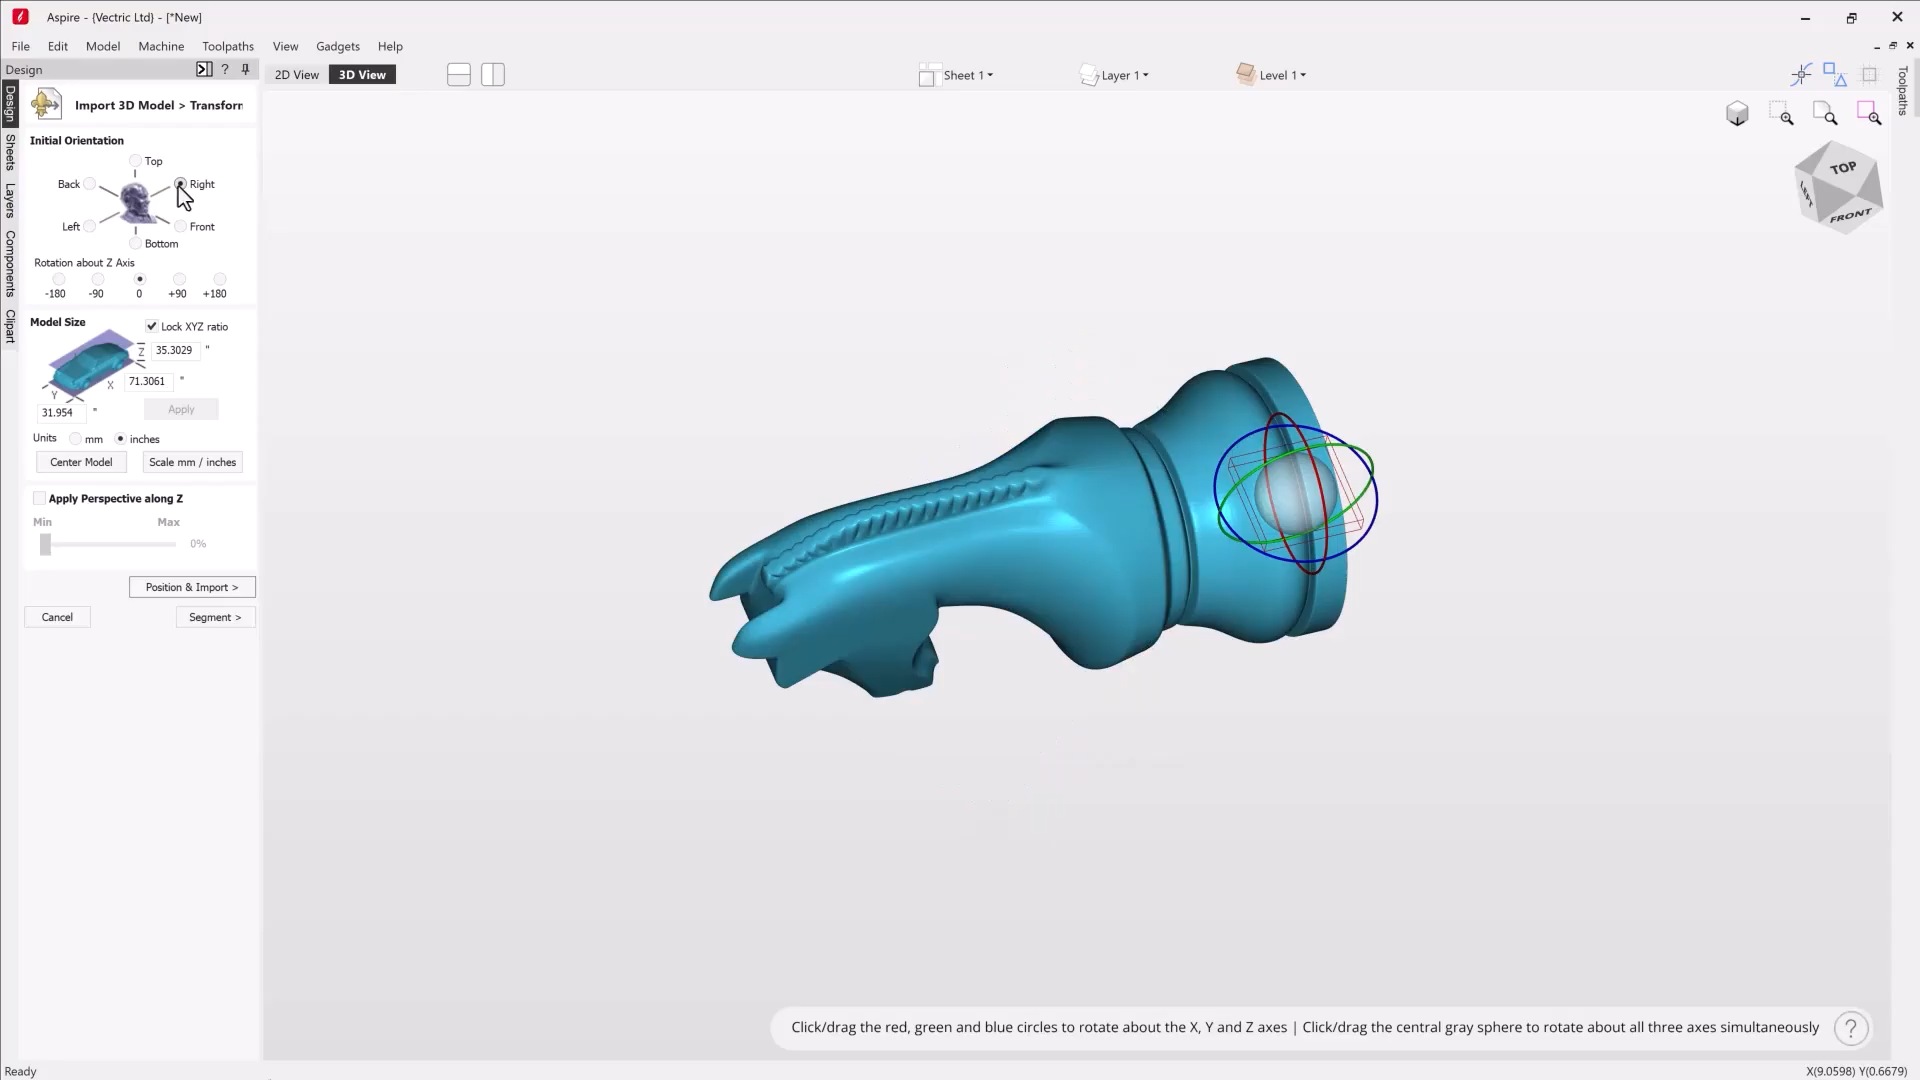 Aspire - {Vectric Ltd} - [*New]
File Edit Model Machine Toolpaths View Gadgets Help
Design
2D View 3D View Sheet 1 Layer 1 Level 1
Import 3D Model > Transforn
Initial Orientation
Top
Back Right
Left Front
Bottom
Rotation about Z Axis
-180 -90 0 +90 +180
Model Size Lock XYZ ratio
Z 35.3029 "
X 71.3061 "
Y 31.954 "
Apply
Units mm inches
Center Model Scale mm / inches
Apply Perspective along Z
Min Max
0%
Position & Import >
Cancel Segment >
Design
Sheets
Layers
Components
Clipart
Toolpaths
TOP
LEFT
FRONT
Click/drag the red, green and blue circles to rotate about the X, Y and Z axes | Click/drag the central gray sphere to rotate about all three axes simultaneously ?
Ready X(9.0598) Y(0.6679)